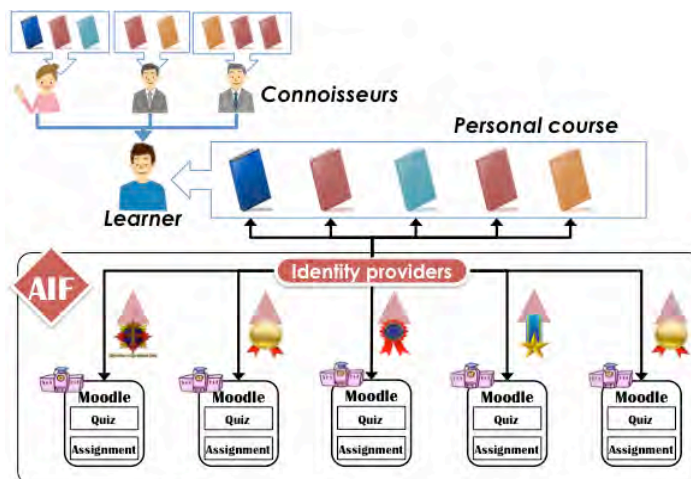 Connoisseurs
Personal course
Learner
Identity providers
AIF
Moodle
Quiz
Assignment
Moodle
Quiz
Assignment
Moodle
Quiz
Assignment
Moodle
Quiz
Assignment
Moodle
Quiz
Assignment